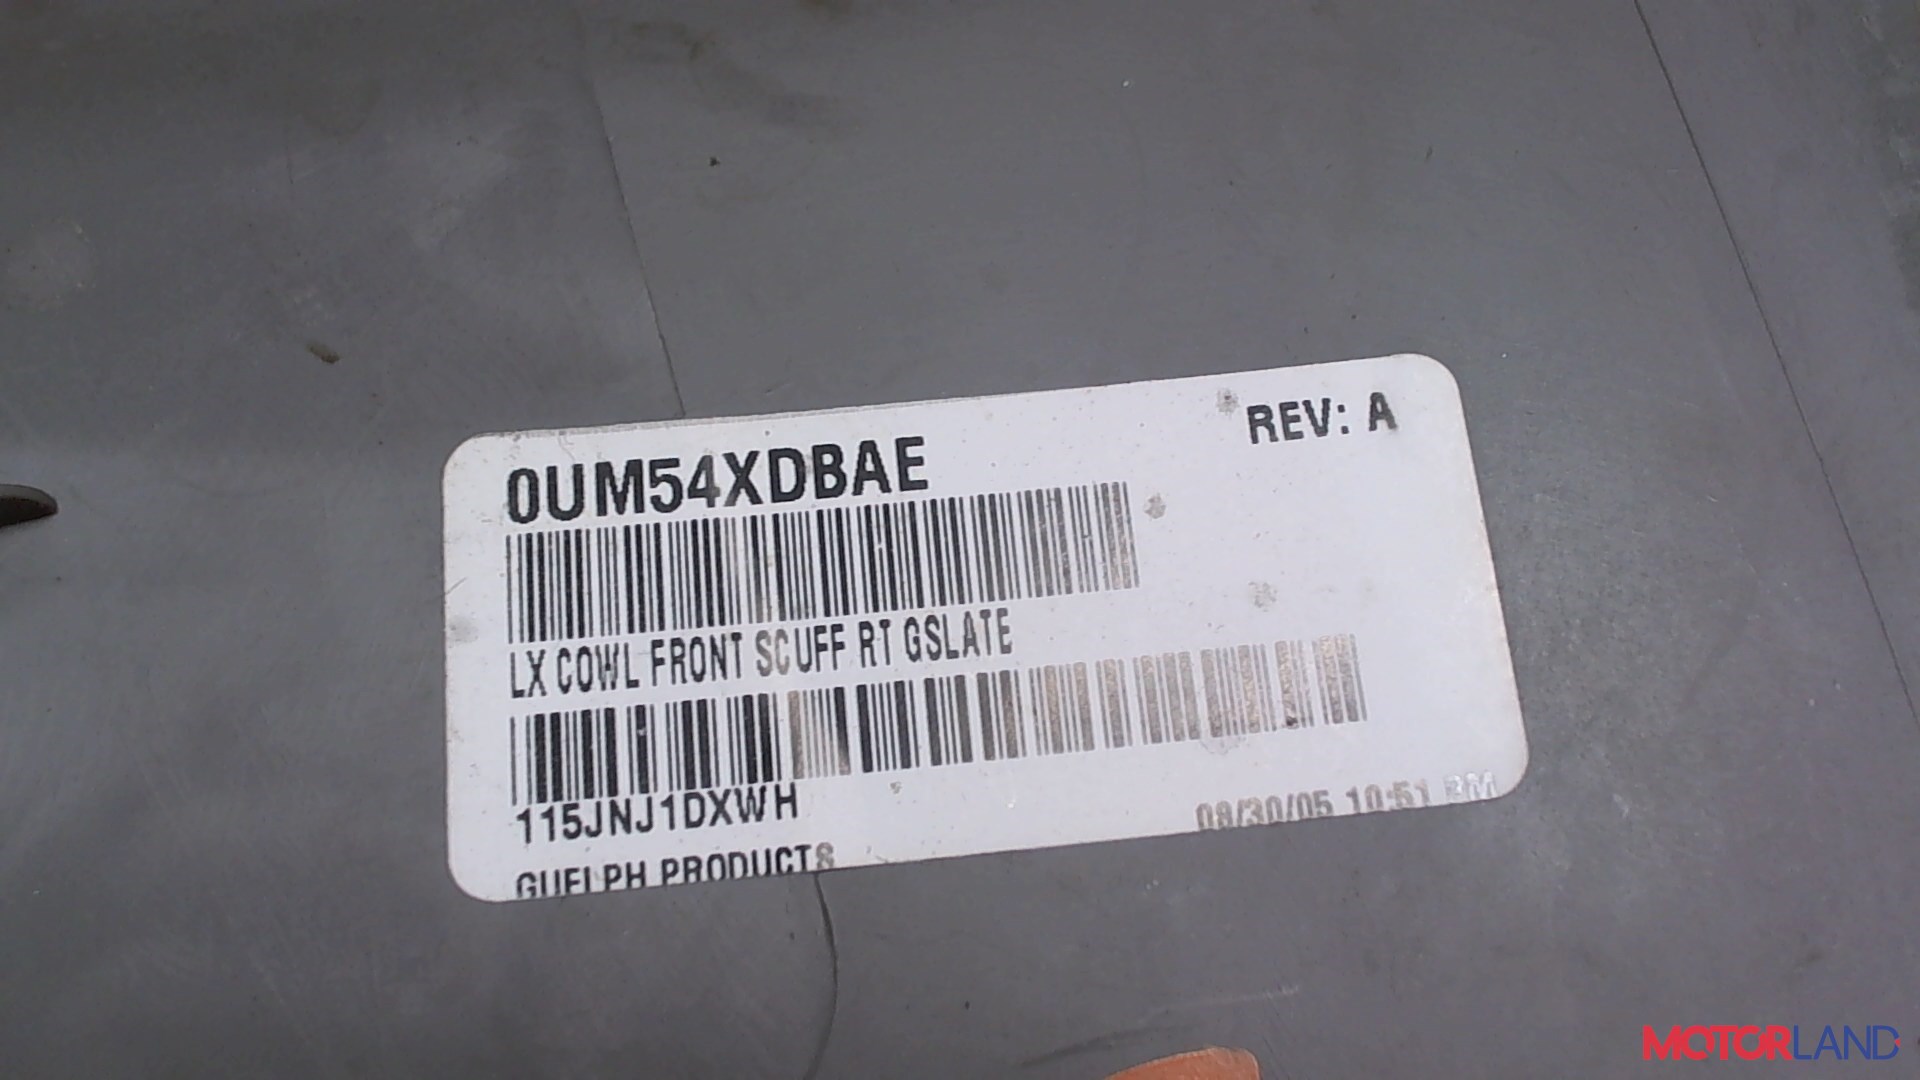 0UM54XDBAE
REV: A
LX COWL FRONT SCUFF RT GSLATE
115JNJ1DXWH
08/30/05 10:51 PM
GUELPH PRODUCTS
MOTORLAND